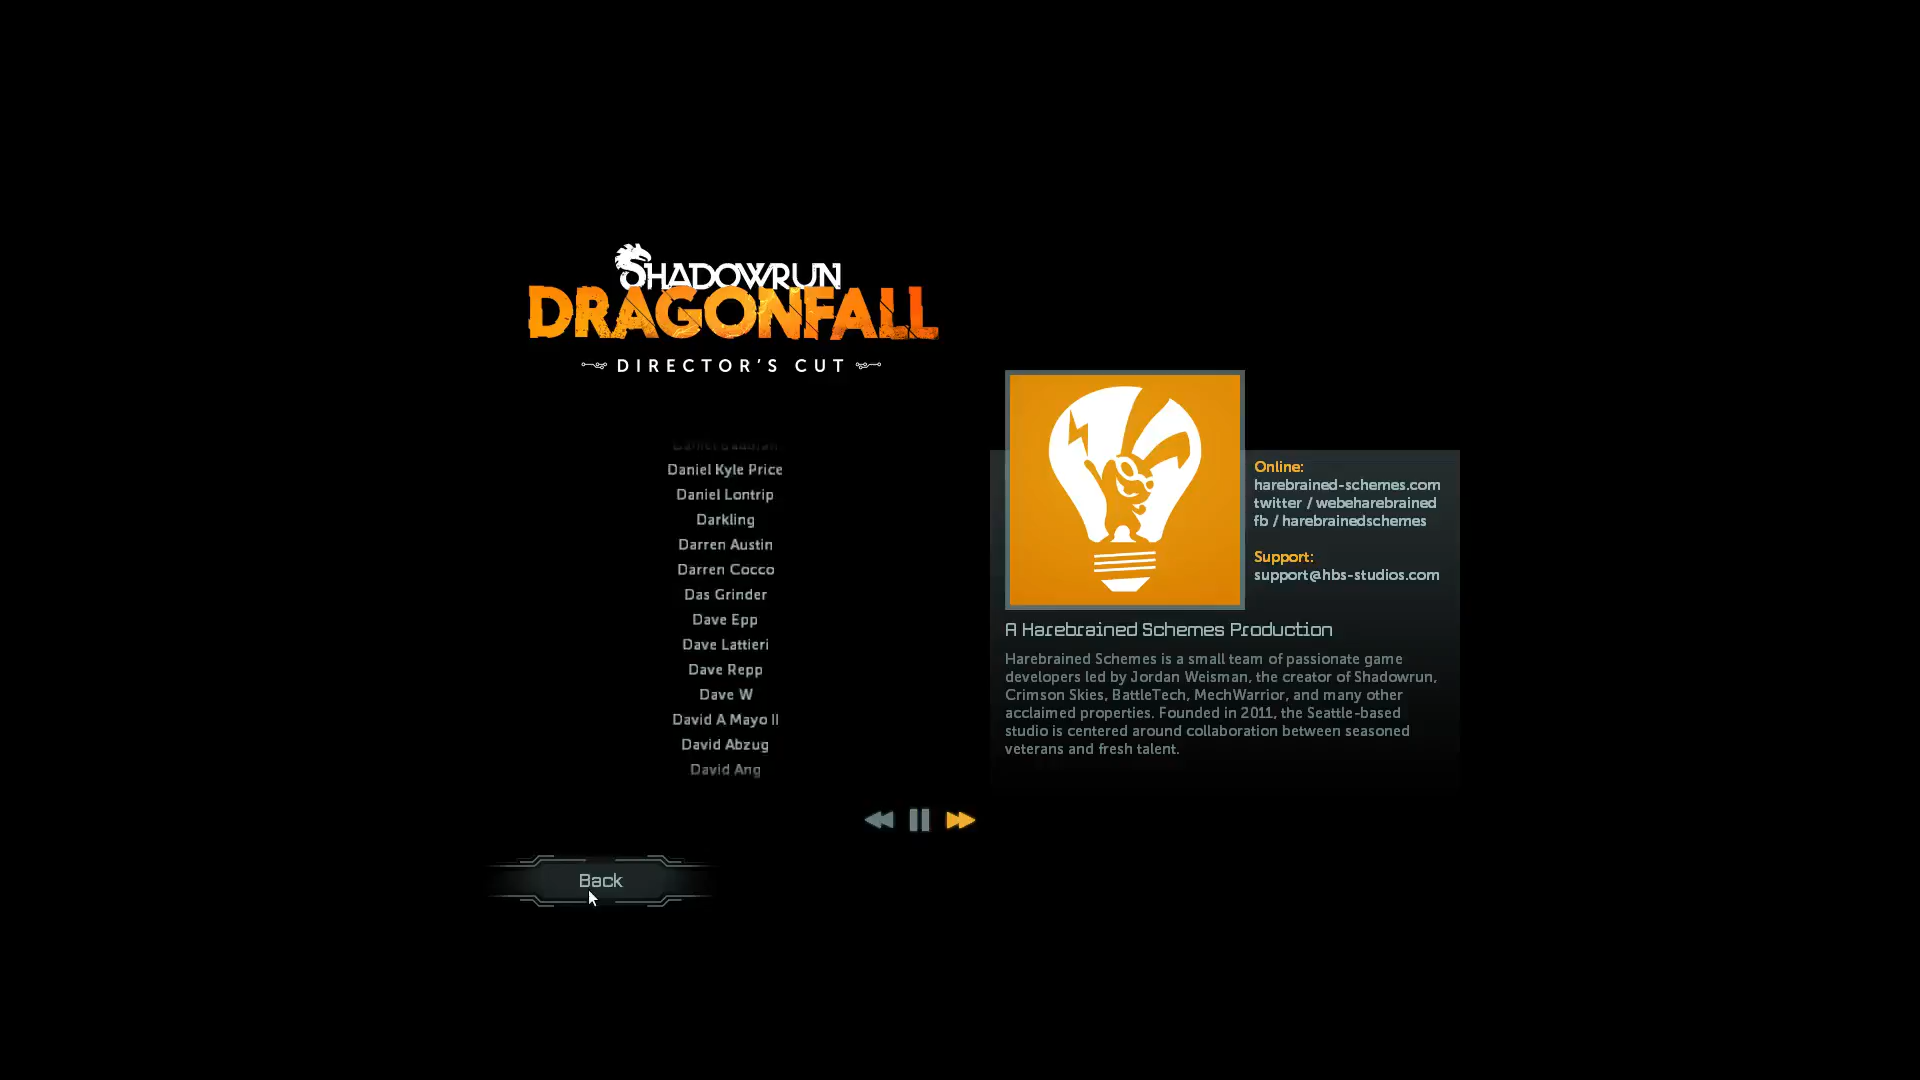 SHADOWRUN
DRAGONFALL
DIRECTOR'S CUT
Daniel Kyle Price
Daniel Lontrip
Darkling
Darren Austin
Darren Cocco
Das Grinder
Dave Epp
Dave Lattieri
Dave Repp
Dave W
David A Mayo II
David Abzug
David Ang
Online:
harebrained-schemes.com
twitter / webeharebrained
fb / harebrainedschemes
Support:
support@hbs-studios.com
A Harebrained Schemes Production
Harebrained Schemes is a small team of passionate game
developers led by Jordan Weisman, the creator of Shadowrun,
Crimson Skies, BattleTech, MechWarrior, and many other
acclaimed properties. Founded in 2011, the Seattle-based
studio is centered around collaboration between seasoned
veterans and fresh talent.
Back